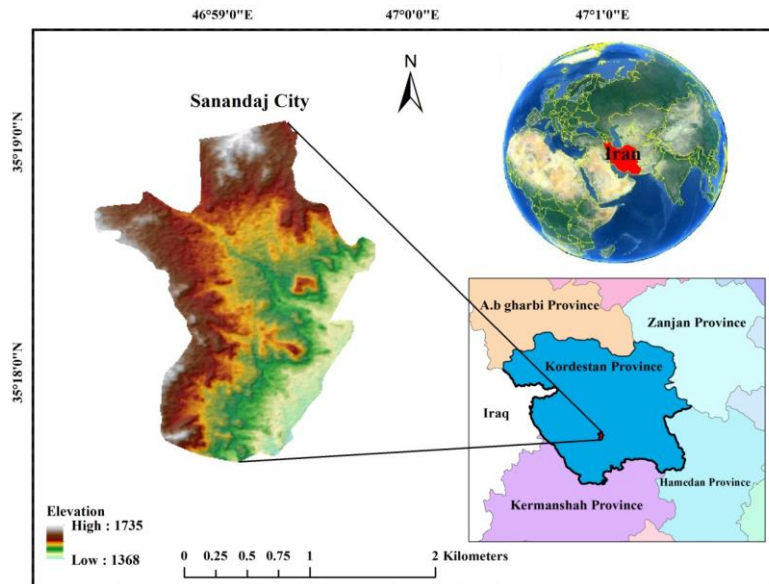 46°59'0"E 47°0'0"E 47°1'0"E
N
Sanandaj City
35°19'0"N
Iran
A.b gharbi Province
Zanjan Province
Kordestan Province
35°18'0"N
Iraq
Hamedan Province
Kermanshah Province
Elevation
High : 1735
Low : 1368
0 0.25 0.5 0.75 1 2 Kilometers